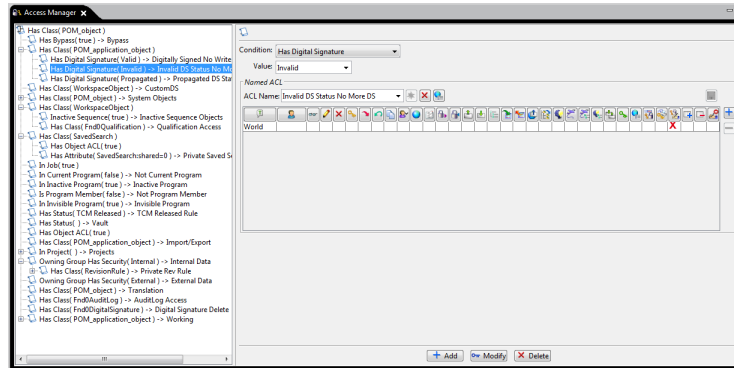 Access Manager
Has Class( POM_object )
Has Bypass( true ) -> Bypass
Has Class( POM_application_object )
Has Digital Signature( Valid ) -> Digitally Signed No Write
Has Digital Signature( Invalid ) -> Invalid DS Status No Mo
Has Digital Signature( Propagated ) -> Propagated DS Stat
Has Class( WorkspaceObject ) -> CustomDS
Has Class( POM_object ) -> System Objects
Has Class( WorkspaceObject )
Inactive Sequence( true ) -> Inactive Sequence Objects
Has Class( Fnd0Qualification ) -> Qualification Access
Has Class( SavedSearch )
Has Object ACL( true )
Has Attribute( SavedSearch:shared=0 ) -> Private Saved S
In Job( true )
In Current Program( false ) -> Not Current Program
In Inactive Program( true ) -> Inactive Program
Is Program Member( false ) -> Not Program Member
In Invisible Program( true ) -> Invisible Program
Has Status( TCM Released ) -> TCM Released Rule
Has Status( ) -> Vault
Has Object ACL( true )
Has Class( POM_application_object ) -> Import/Export
In Project( ) -> Projects
Owning Group Has Security( Internal ) -> Internal Data
Has Class( RevisionRule ) -> Private Rev Rule
Owning Group Has Security( External ) -> External Data
Has Class( POM_object ) -> Translation
Has Class( Fnd0AuditLog ) -> AuditLog Access
Has Class( Fnd0DigitalSignature ) -> Digital Signature Delete
Has Class( POM_application_object ) -> Working
Condition: Has Digital Signature
Value: Invalid
Named ACL
ACL Name: Invalid DS Status No More DS
World
Add Modify Delete